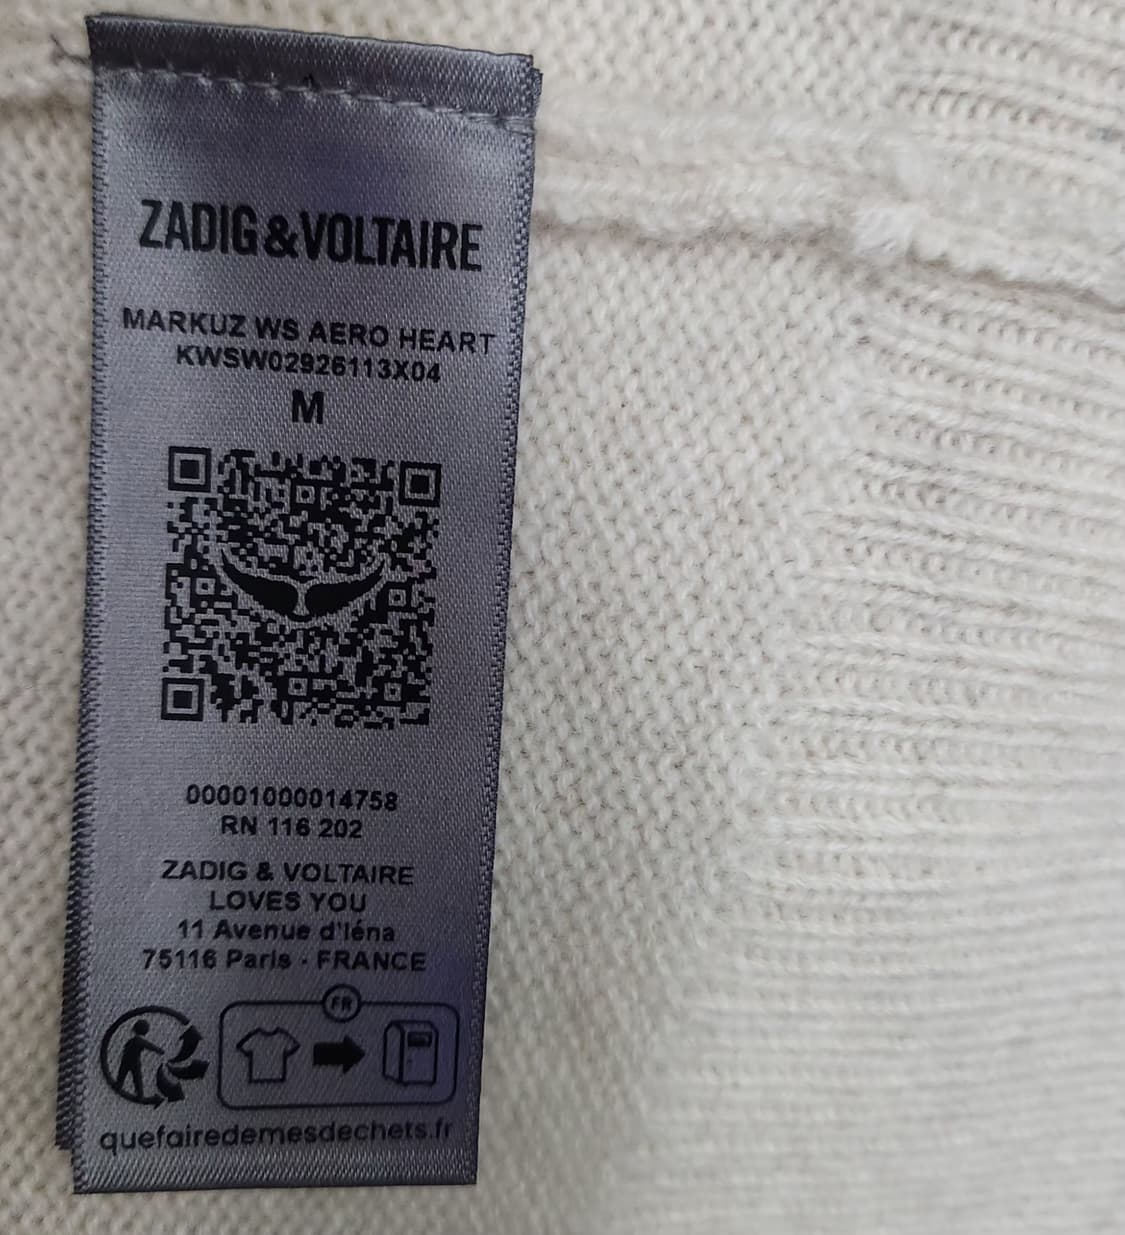 ZADIG&VOLTAIRE
MARKUZ WS AERO HEART
KWSW02926113X04
M
00001000014758
RN 116 202
ZADIG & VOLTAIRE
LOVES YOU
11 Avenue d'Iéna
75116 Paris - FRANCE
FR
quefairedemesdechets.fr